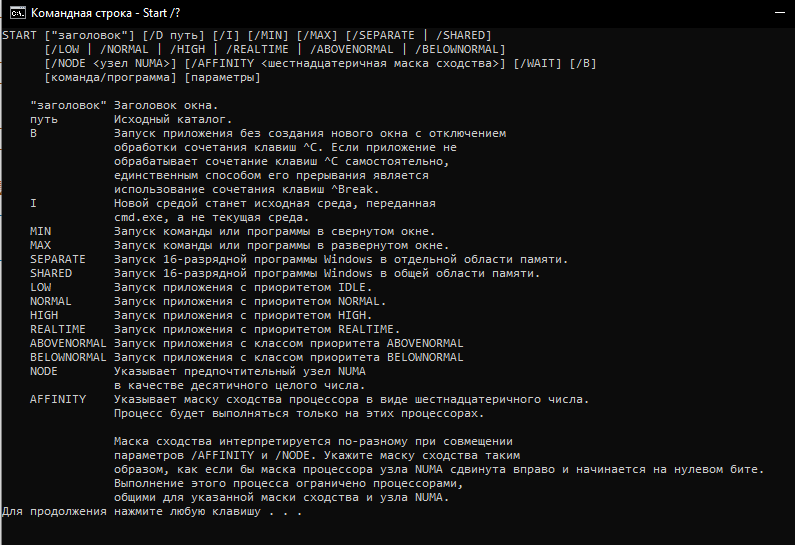 Командная строка - Start /?
START ["заголовок"] [/D путь] [/I] [/MIN] [/MAX] [/SEPARATE | /SHARED]
[/LOW | /NORMAL | /HIGH | /REALTIME | /ABOVENORMAL | /BELOWNORMAL]
[/NODE <узел NUMA>] [/AFFINITY <шестнадцатеричная маска сходства>] [/WAIT] [/B]
[команда/программа] [параметры]
"заголовок" Заголовок окна.
путь Исходный каталог.
B Запуск приложения без создания нового окна с отключением
обработки сочетания клавиш ^C. Если приложение не
обрабатывает сочетание клавиш ^C самостоятельно,
единственным способом его прерывания является
использование сочетания клавиш ^Break.
I Новой средой станет исходная среда, переданная
cmd.exe, а не текущая среда.
MIN Запуск команды или программы в свернутом окне.
MAX Запуск команды или программы в развернутом окне.
SEPARATE Запуск 16-разрядной программы Windows в отдельной области памяти.
SHARED Запуск 16-разрядной программы Windows в общей области памяти.
LOW Запуск приложения с приоритетом IDLE.
NORMAL Запуск приложения с приоритетом NORMAL.
HIGH Запуск приложения с приоритетом HIGH.
REALTIME Запуск приложения с приоритетом REALTIME.
ABOVENORMAL Запуск приложения с классом приоритета ABOVENORMAL
BELOWNORMAL Запуск приложения с классом приоритета BELOWNORMAL
NODE Указывает предпочтительный узел NUMA
в качестве десятичного целого числа.
AFFINITY Указывает маску сходства процессора в виде шестнадцатеричного числа.
Процесс будет выполняться только на этих процессорах.
Маска сходства интерпретируется по-разному при совмещении
параметров /AFFINITY и /NODE. Укажите маску сходства таким
образом, как если бы маска процессора узла NUMA сдвинута вправо и начинается на нулевом бите.
Выполнение этого процесса ограничено процессорами,
общими для указанной маски сходства и узла NUMA.
Для продолжения нажмите любую клавишу . . .